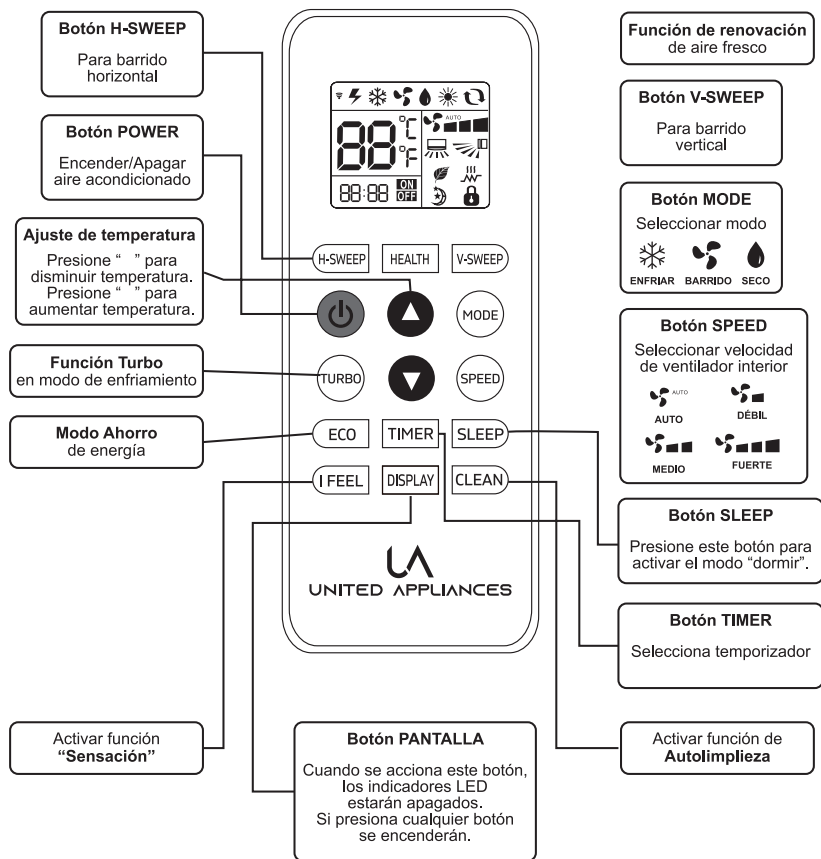 Botón H-SWEEP
Para barrido
horizontal
Botón POWER
Encender/Apagar
aire acondicionado
Ajuste de temperatura
Presione “   ” para
disminuir temperatura.
Presione “   ” para
aumentar temperatura.
Función Turbo
en modo de enfriamiento
Modo Ahorro
de energía
Activar función
“Sensación”
AUTO
88 °C
°F
88:88 ON
OFF
H-SWEEP HEALTH V-SWEEP
MODE
TURBO SPEED
ECO TIMER SLEEP
I FEEL DISPLAY CLEAN
UA
UNITED APPLIANCES
Botón PANTALLA
Cuando se acciona este botón,
los indicadores LED
estarán apagados.
Si presiona cualquier botón
se encenderán.
Función de renovación
de aire fresco
Botón V-SWEEP
Para barrido
vertical
Botón MODE
Seleccionar modo
ENFRIAR BARRIDO SECO
Botón SPEED
Seleccionar velocidad
de ventilador interior
AUTO
AUTO DÉBIL
MEDIO FUERTE
Botón SLEEP
Presione este botón para
activar el modo “dormir”.
Botón TIMER
Selecciona temporizador
Activar función de
Autolimplieza